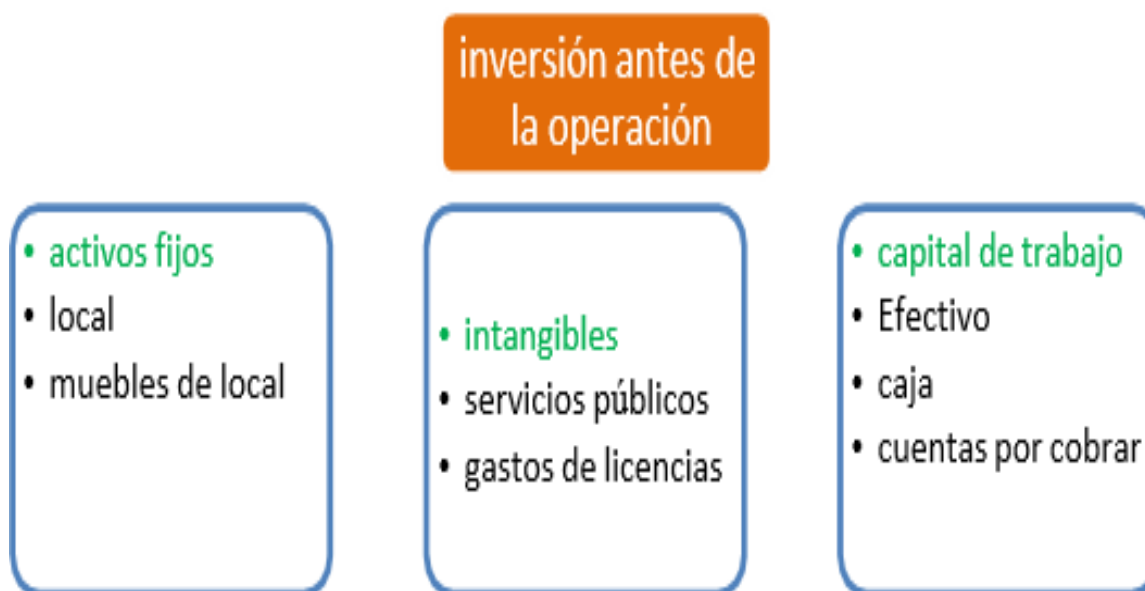 inversión antes de
la operación
• activos fijos
• local
• muebles de local
• intangibles
• servicios públicos
• gastos de licencias
• capital de trabajo
• Efectivo
• caja
• cuentas por cobrar